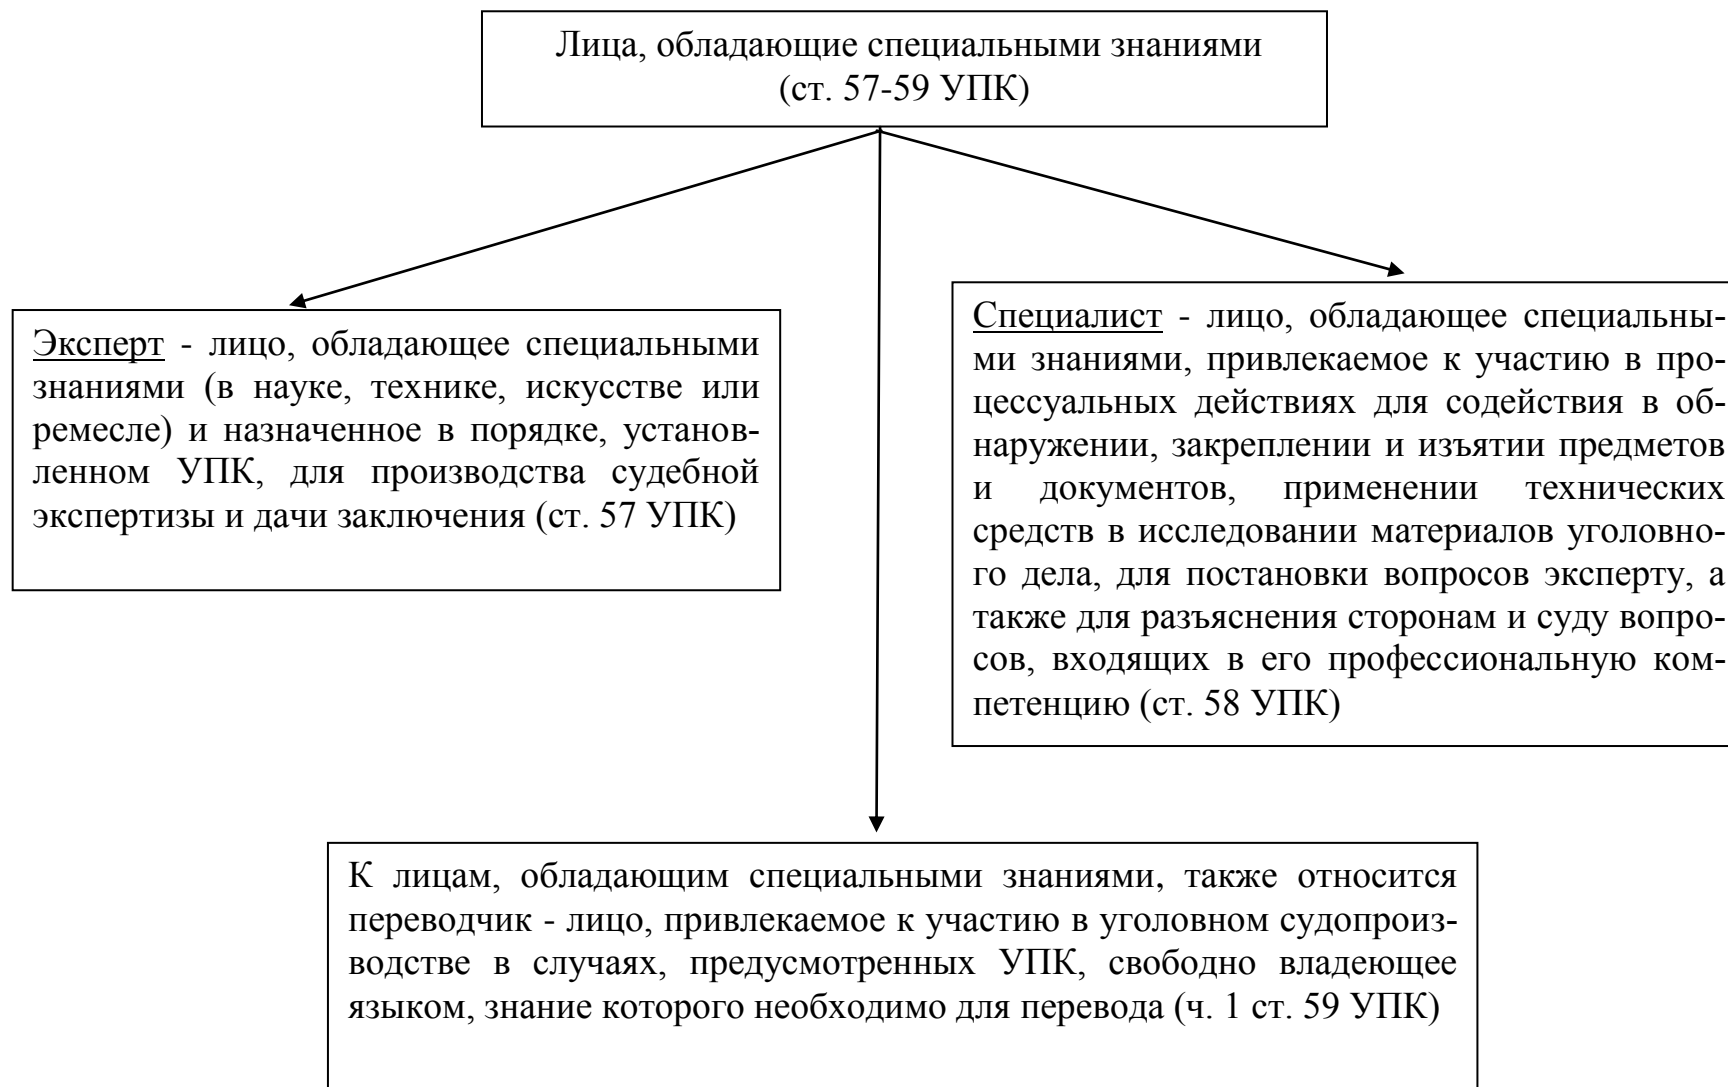 Лица, обладающие специальными знаниями
(ст. 57-59 УПК)
Эксперт - лицо, обладающее специальными
знаниями (в науке, технике, искусстве или
ремесле) и назначенное в порядке, установ-
ленном УПК, для производства судебной
экспертизы и дачи заключения (ст. 57 УПК)
Специалист - лицо, обладающее специальны-
ми знаниями, привлекаемое к участию в про-
цессуальных действиях для содействия в об-
наружении, закреплении и изъятии предметов
и документов, применении технических
средств в исследовании материалов уголовно-
го дела, для постановки вопросов эксперту, а
также для разъяснения сторонам и суду вопро-
сов, входящих в его профессиональную ком-
петенцию (ст. 58 УПК)
К лицам, обладающим специальными знаниями, также относится
переводчик - лицо, привлекаемое к участию в уголовном судопроиз-
водстве в случаях, предусмотренных УПК, свободно владеющее
языком, знание которого необходимо для перевода (ч. 1 ст. 59 УПК)